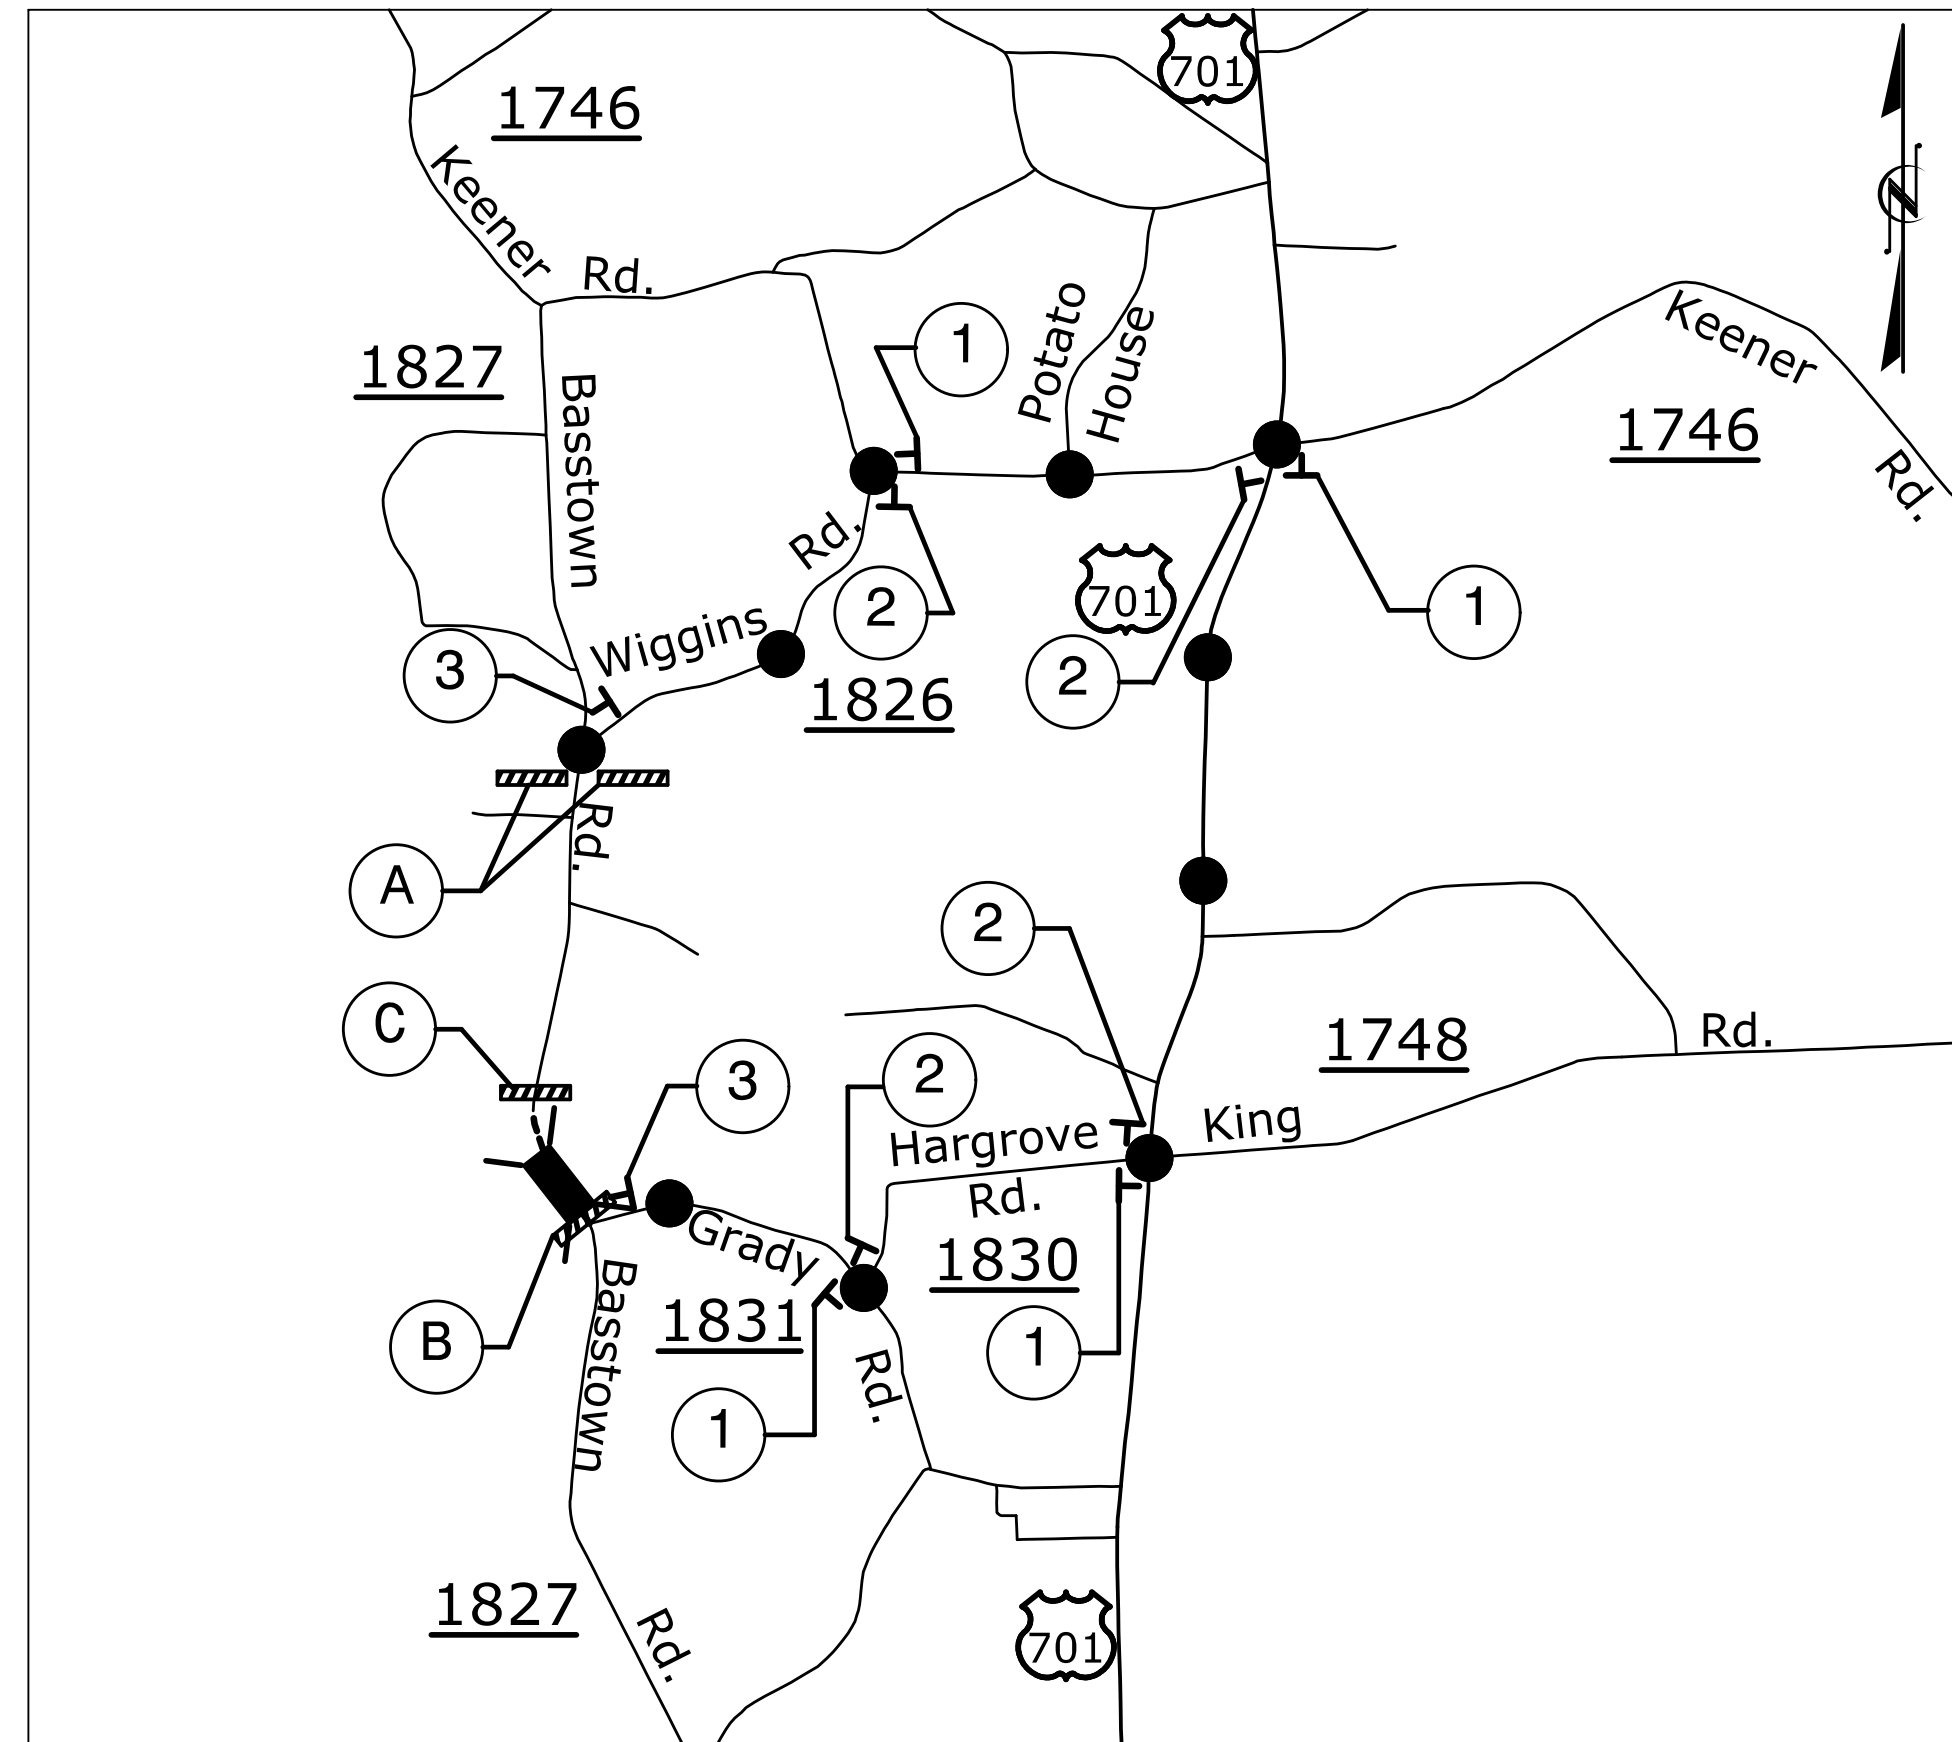 701
1746
Keener
Rd.
1
Potato
House
Keener
1827
1746
Basstown
Rd.
Rd.
701
2
1
Wiggins
3
2
1826
Rd.
A
2
C
1748
Rd.
3
2
King
Hargrove
Rd.
Grady
1830
Basstown
1831
B
1
Rd.
1
1827
Rd.
701
N